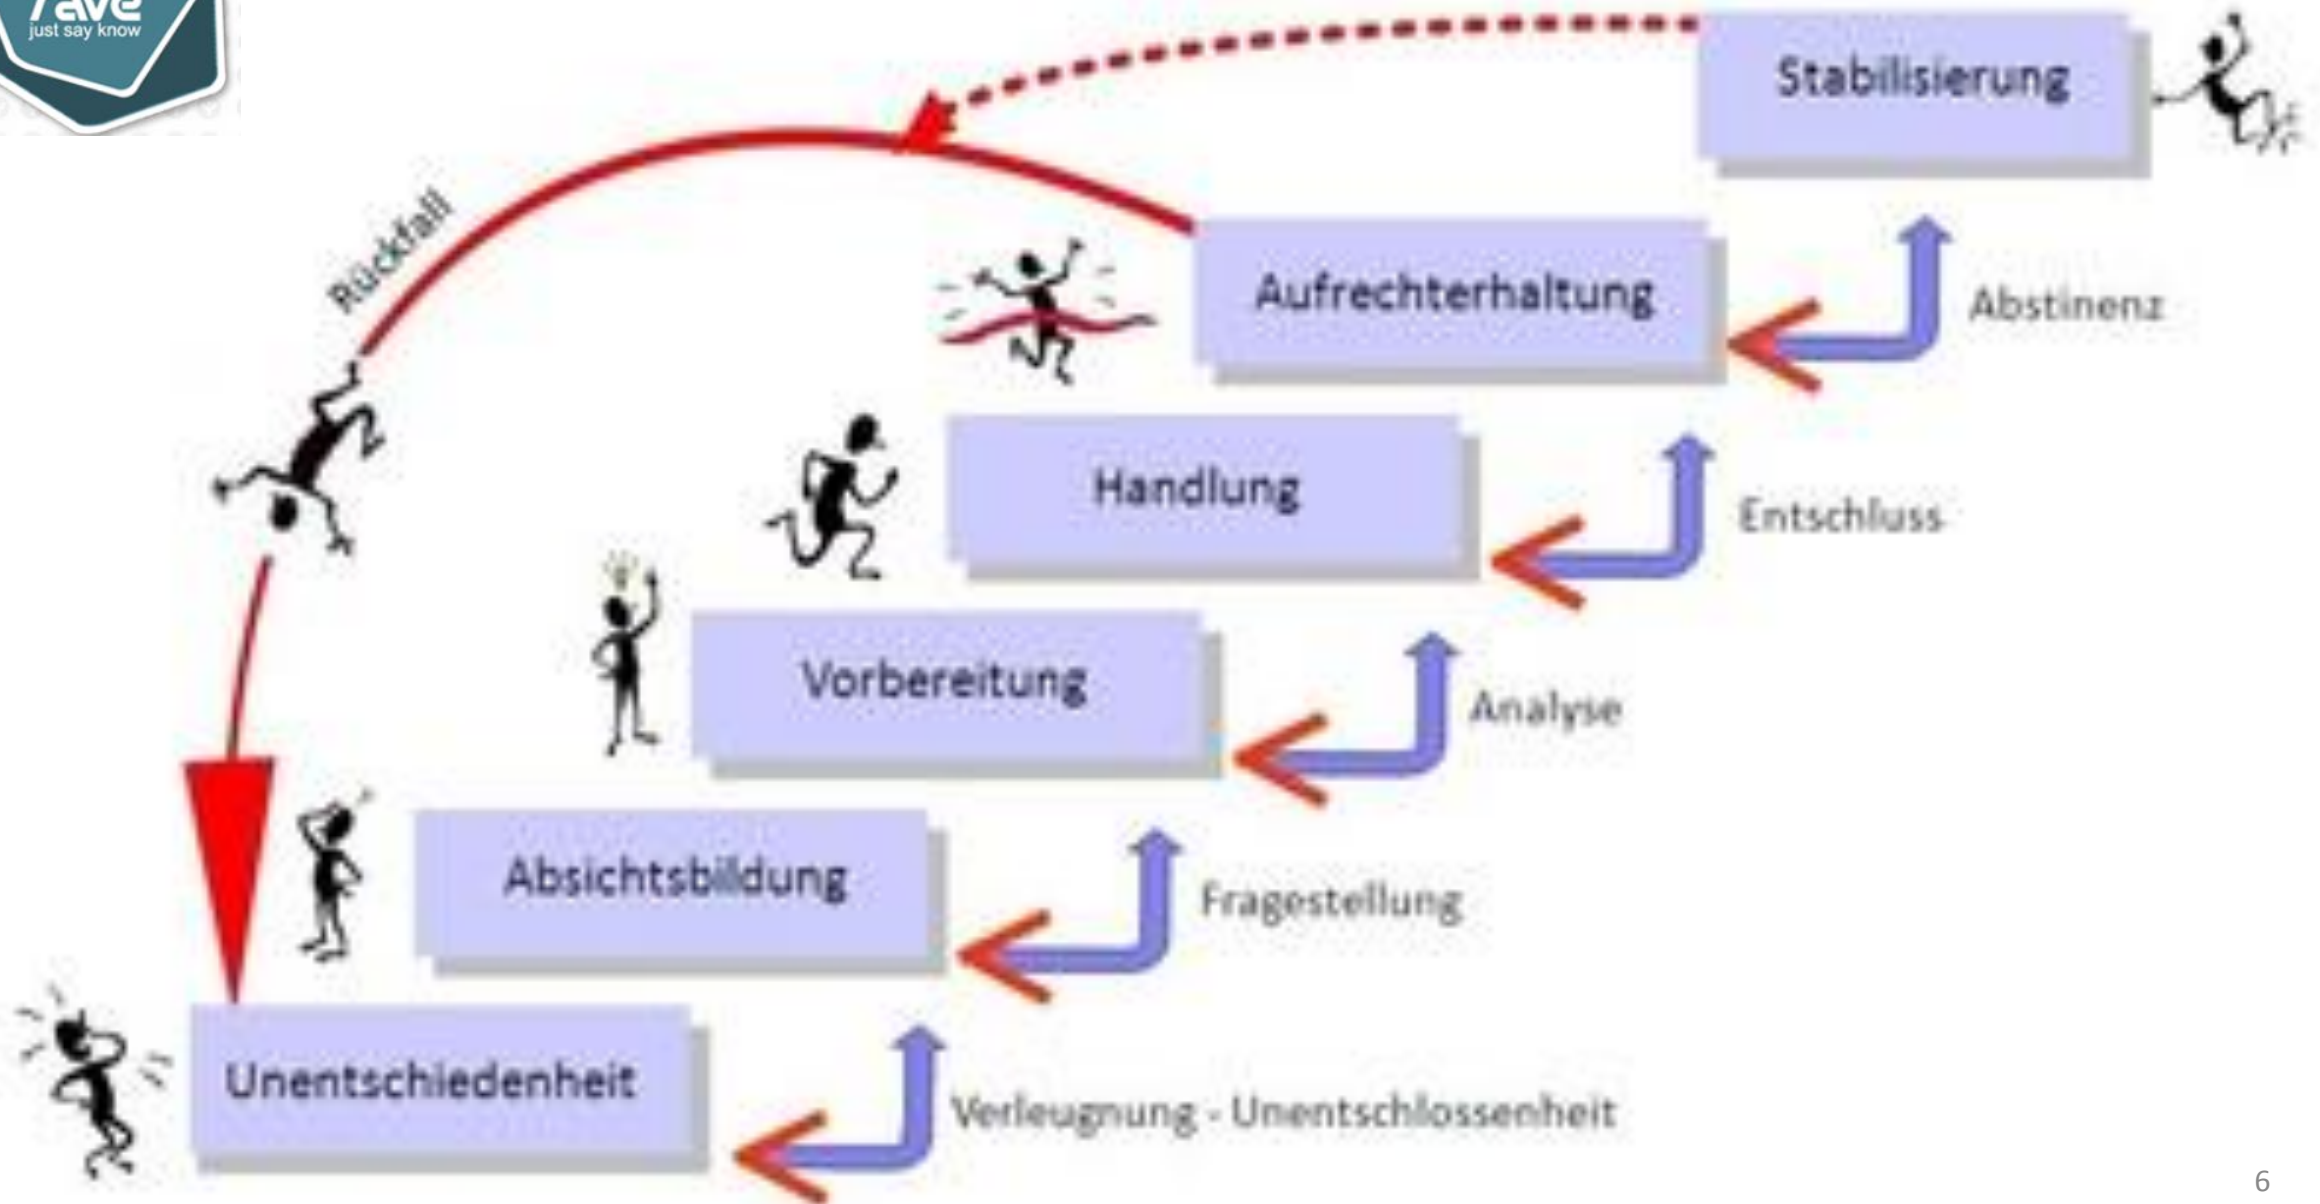 just say know
Stabilisierung
Rückfall
Aufrechterhaltung
Abstinenz
Handlung
Entschluss
Vorbereitung
Analyse
Absichtsbildung
Fragestellung
Unentschiedenheit
Verleugnung - Unentschlossenheit
6